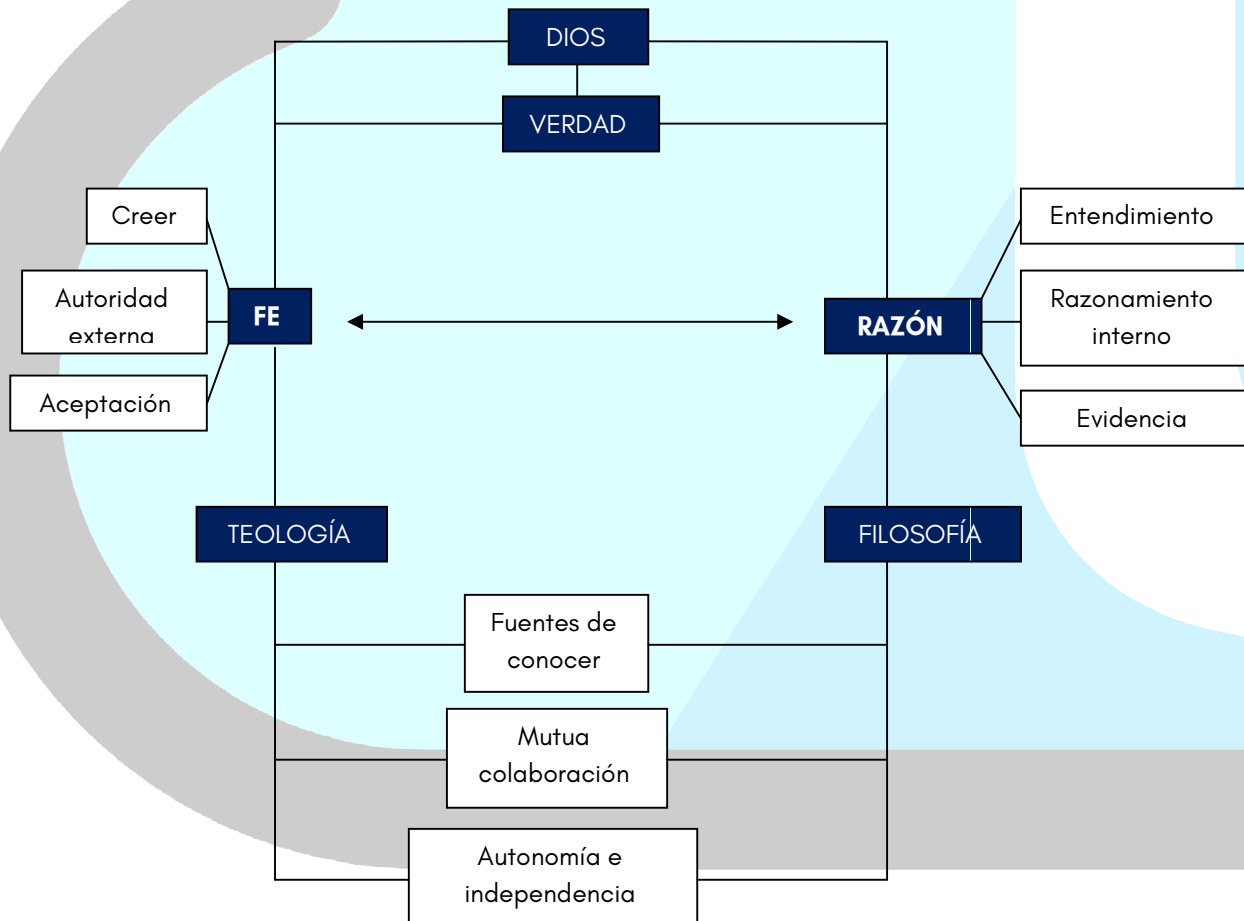 DIOS
VERDAD
Creer
Autoridad
externa
Aceptación
FE
RAZÓN
Entendimiento
Razonamiento
interno
Evidencia
TEOLOGÍA
FILOSOFÍA
Fuentes de
conocer
Mutua
colaboración
Autonomía e
independencia